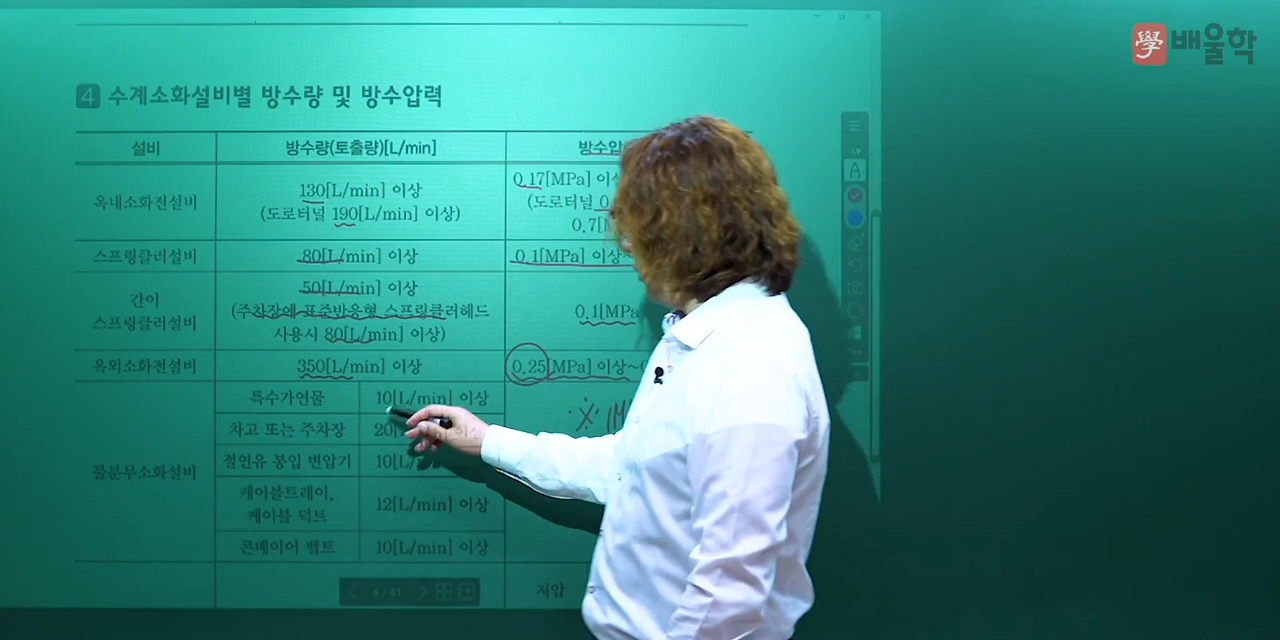 學 배울학
4 수계소화설비별 방수량 및 방수압력
설비 방수량(토출량)[L/min] 방수압
옥내소화전설비 130[L/min] 이상 0.17[MPa]
(도로터널 190[L/min] 이상) (도로터널
스프링클러설비 80[L/min] 이상 0.1[MPa] 이상
간이 스프링클러설비 50[L/min] 이상
(주차장에 표준반응형 스프링클러헤드
사용시 80[L/min] 이상) 0.1[MPa
옥외소화전설비 350[L/min] 이상 0.25[MPa] 이상~
물분무소화설비 특수가연물 10[L/min] 이상
차고 또는 주차장 20 이상
절연유 봉입 변압기 10[L/
케이블트레이,
케이블 덕트 12[L/min] 이상
콘베이어 벨트 10[L/min] 이상
저압
4 / 61